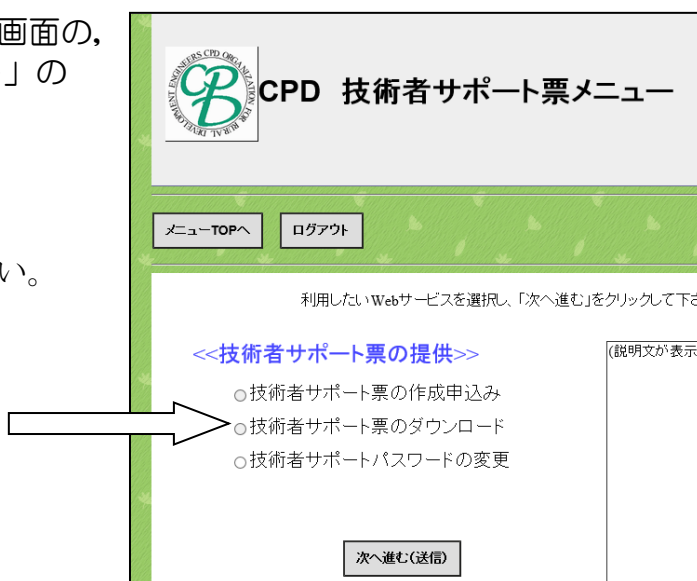 画面の,
」の
い。
ENGINEERS CPD ORGANIZATION FOR RURAL DEVELOPMENT
CPD 技術者サポート票メニュー
メニューTOPへ ログアウト
利用したいWebサービスを選択し、「次へ進む」をクリックして下さ
<<技術者サポート票の提供>>
(説明文が表示
技術者サポート票の作成申込み
技術者サポート票のダウンロード
技術者サポートパスワードの変更
次へ進む(送信)